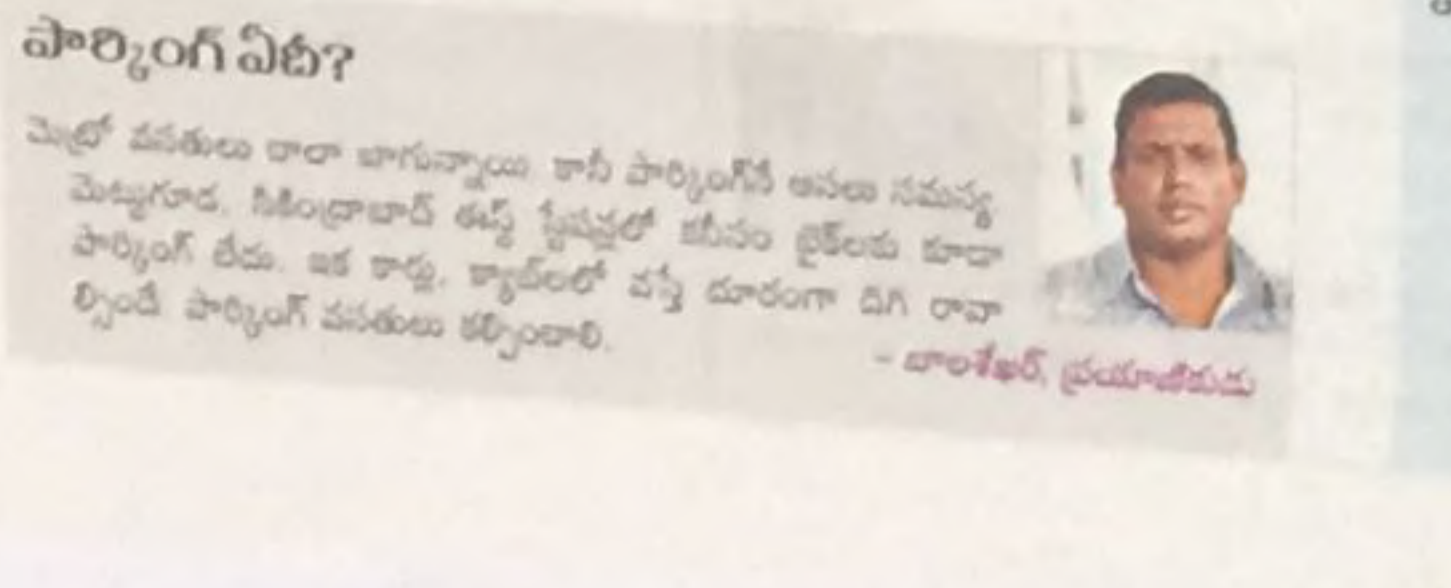 పార్కింగ్ ఏది?
మెట్రో వసతులు చాలా బాగున్నాయి. కానీ పార్కింగ్‌నే అసలు సమస్య
మెట్టుగూడ, సికింద్రాబాద్ ఈస్ట్ స్టేషన్లలో కనీసం బైక్‌లకు కూడా
పార్కింగ్ లేదు. ఇక కార్లు, క్యాబ్‌లలో వస్తే దూరంగా దిగి రావా
ల్సిందే. పార్కింగ్ వసతులు కల్పించాలి.
– బాలశేఖర్, ప్రయాణికుడు